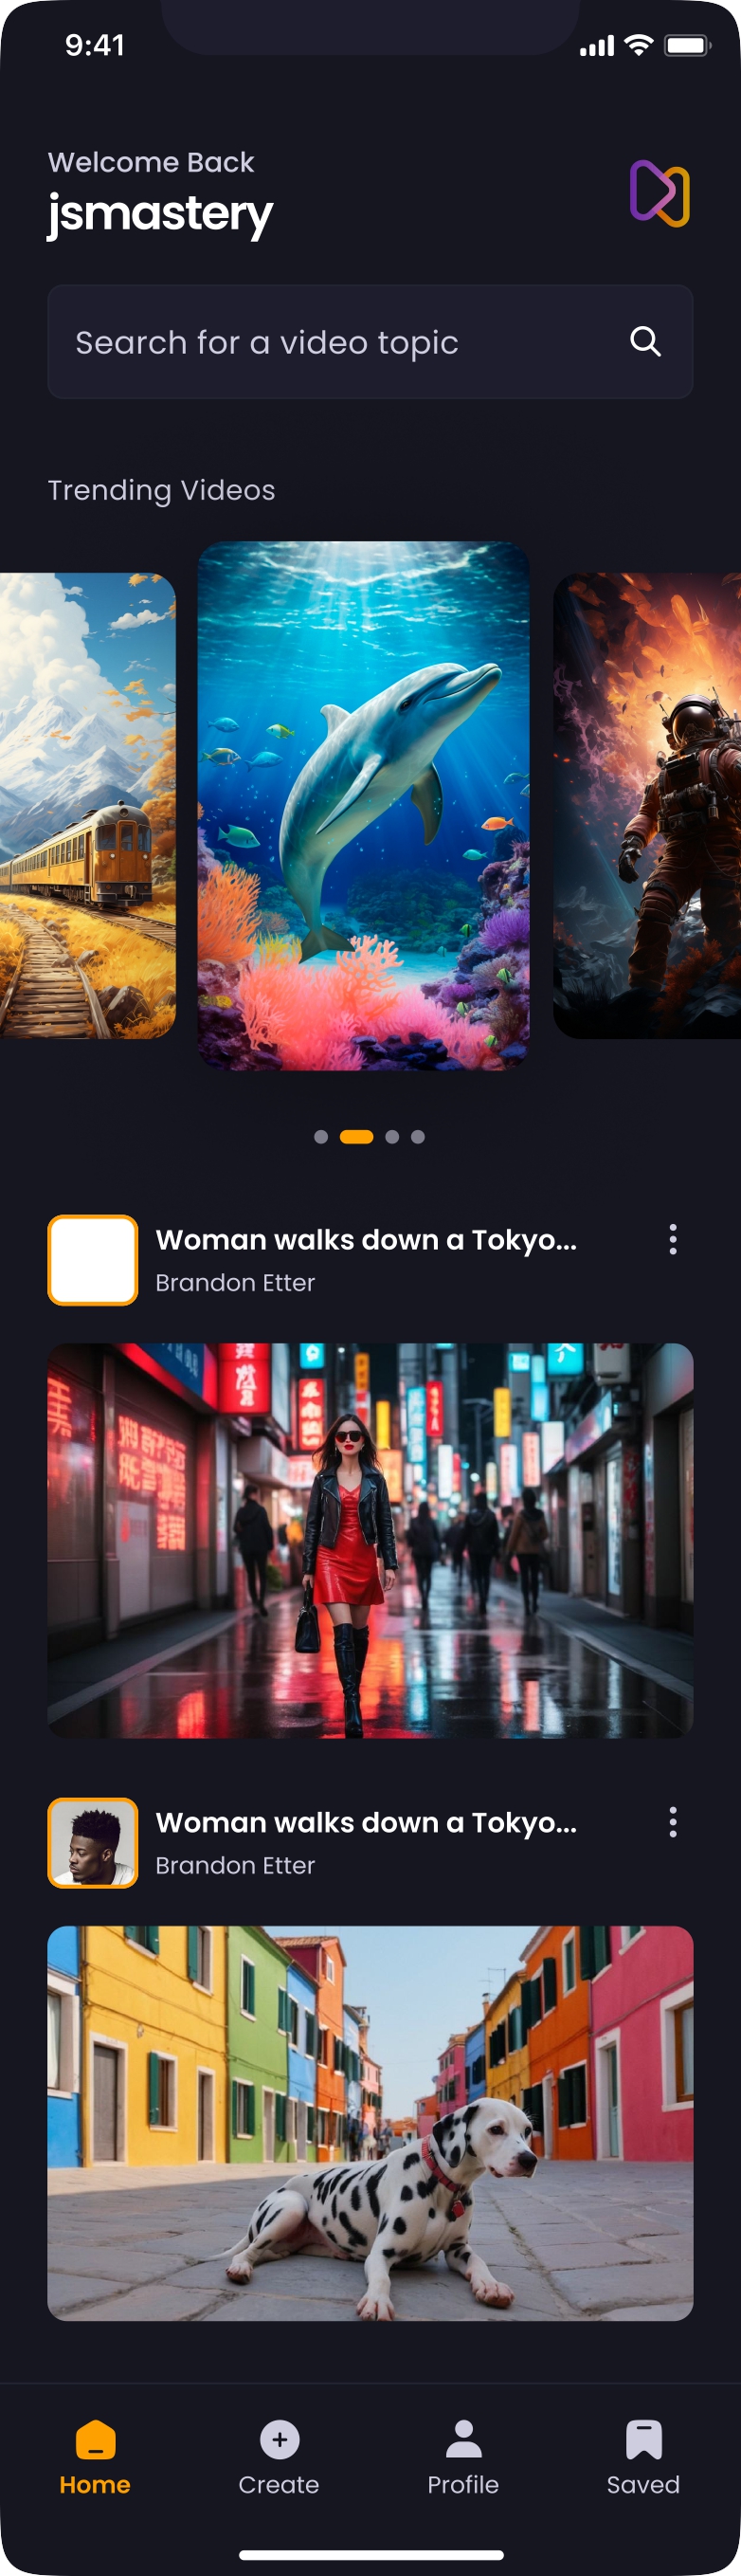 9:41
Welcome Back
jsmastery
Search for a video topic
Trending Videos
Woman walks down a Tokyo...
Brandon Etter
Woman walks down a Tokyo...
Brandon Etter
Home
Create
Profile
Saved